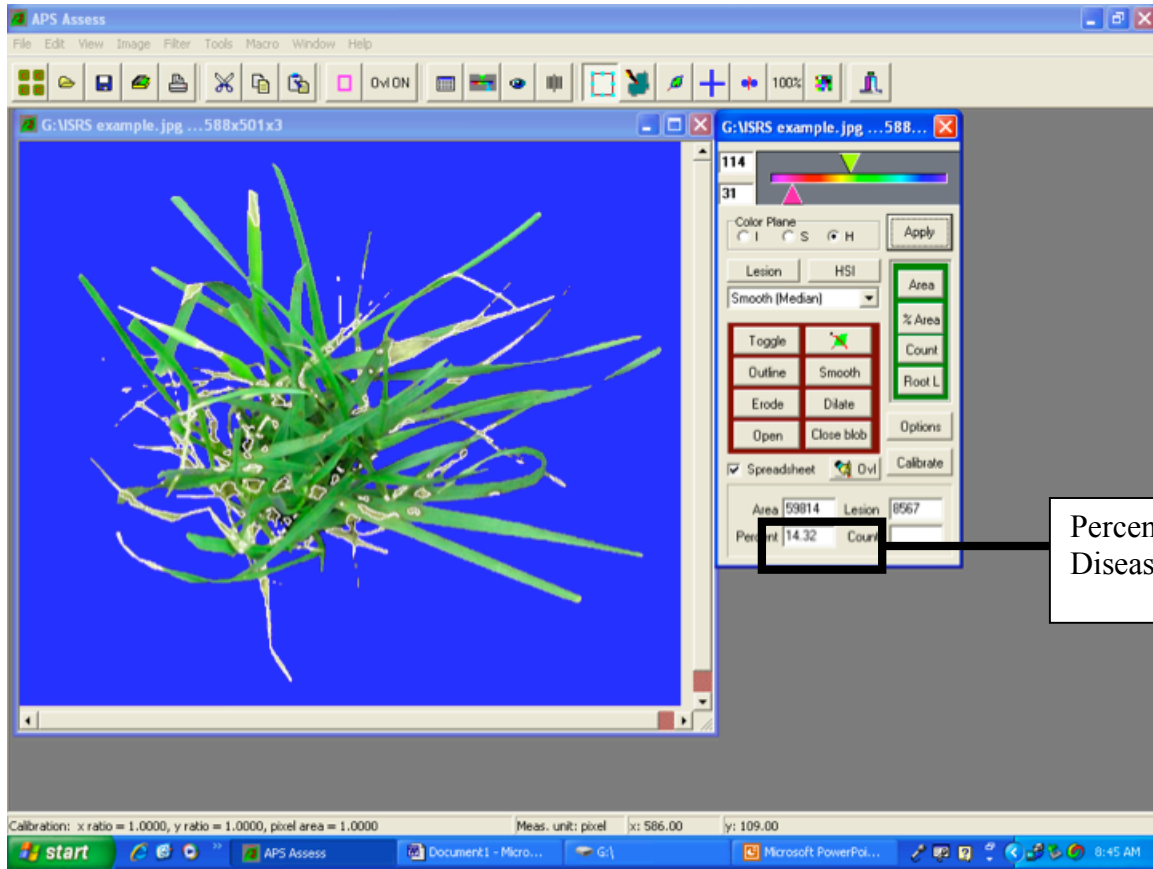 APS Assess
File Edit View Image Filter Tools Macro Window Help
Ovl ON
100%
G:\ISRS example.jpg ...588x501x3
G:\ISRS example.jpg ...588...
114
31
Color Plane
I S H
Apply
Lesion HSI
Smooth (Median)
Area
% Area
Count
Root L
Toggle
Outline Smooth
Erode Dilate
Open Close blob
Options
Spreadsheet Ovl
Calibrate
Area 59814 Lesion 8567
Percent 14.32 Count
Percen
Diseas
Calibration: x ratio = 1.0000, y ratio = 1.0000, pixel area = 1.0000 Meas. unit: pixel x: 586.00 y: 109.00
start APS Assess Document1 - Micro... G:\ Microsoft PowerPoi... 8:45 AM